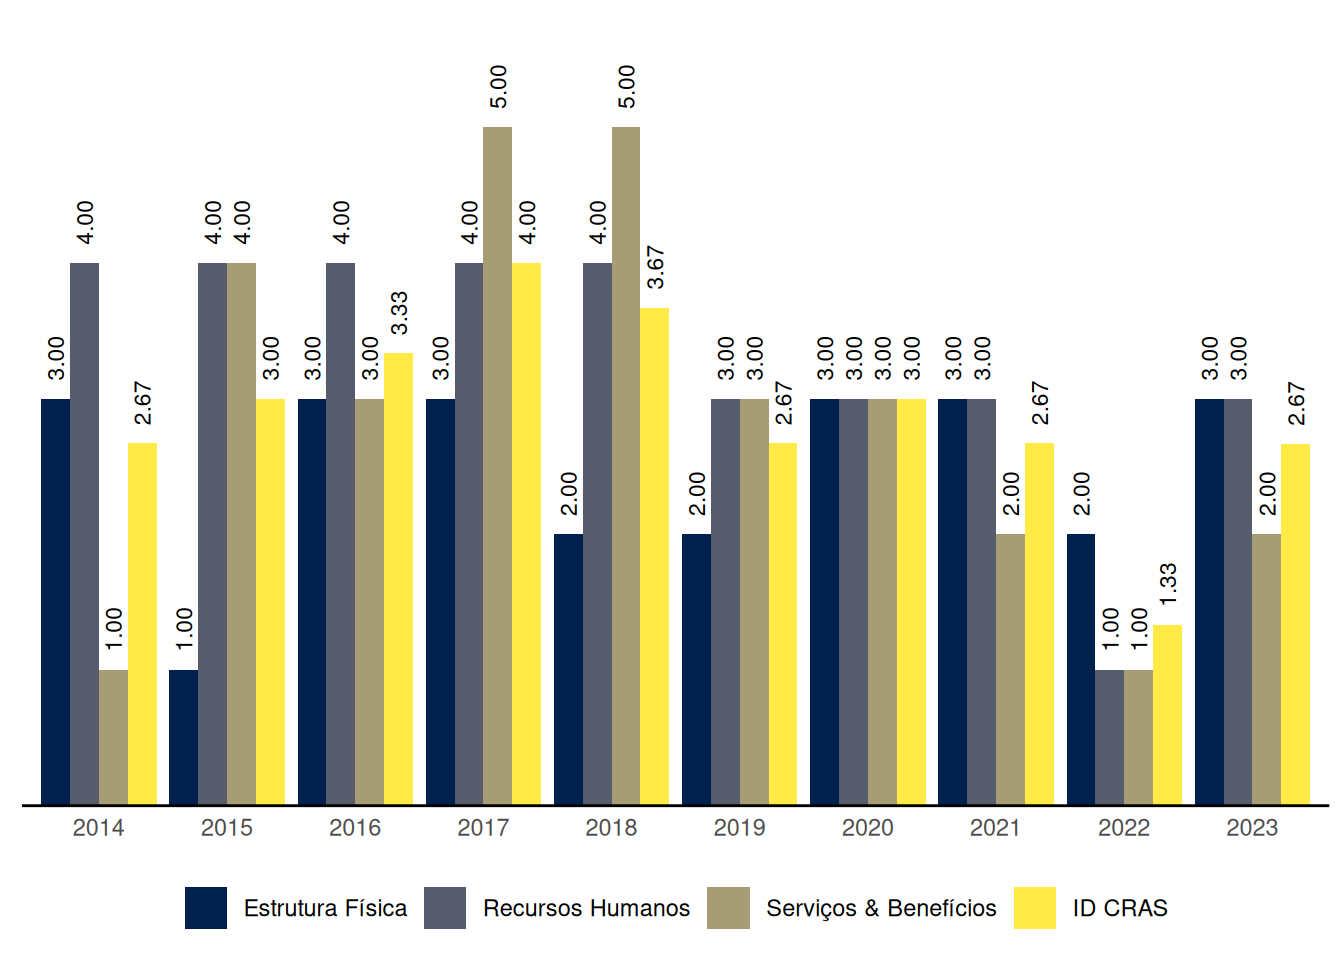 5.00 5.00
4.00 4.00 4.00 4.00 4.00 4.00 4.00
3.67
3.33
3.00 3.00 3.00 3.00 3.00 3.00 3.00 3.00 3.00 3.00 3.00 3.00 3.00 3.00 3.00
2.67 2.67 2.67 2.67
2.00 2.00 2.00 2.00 2.00
1.33
1.00 1.00 1.00 1.00
2014 2015 2016 2017 2018 2019 2020 2021 2022 2023
Estrutura Física Recursos Humanos Serviços & Benefícios ID CRAS